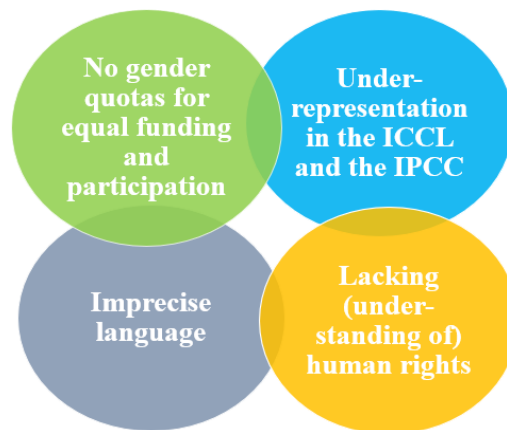 No gender
quotas for
equal funding
and
participation
Under-
representation
in the ICCL
and the IPCC
Imprecise
language
Lacking
(under-
standing of)
human rights